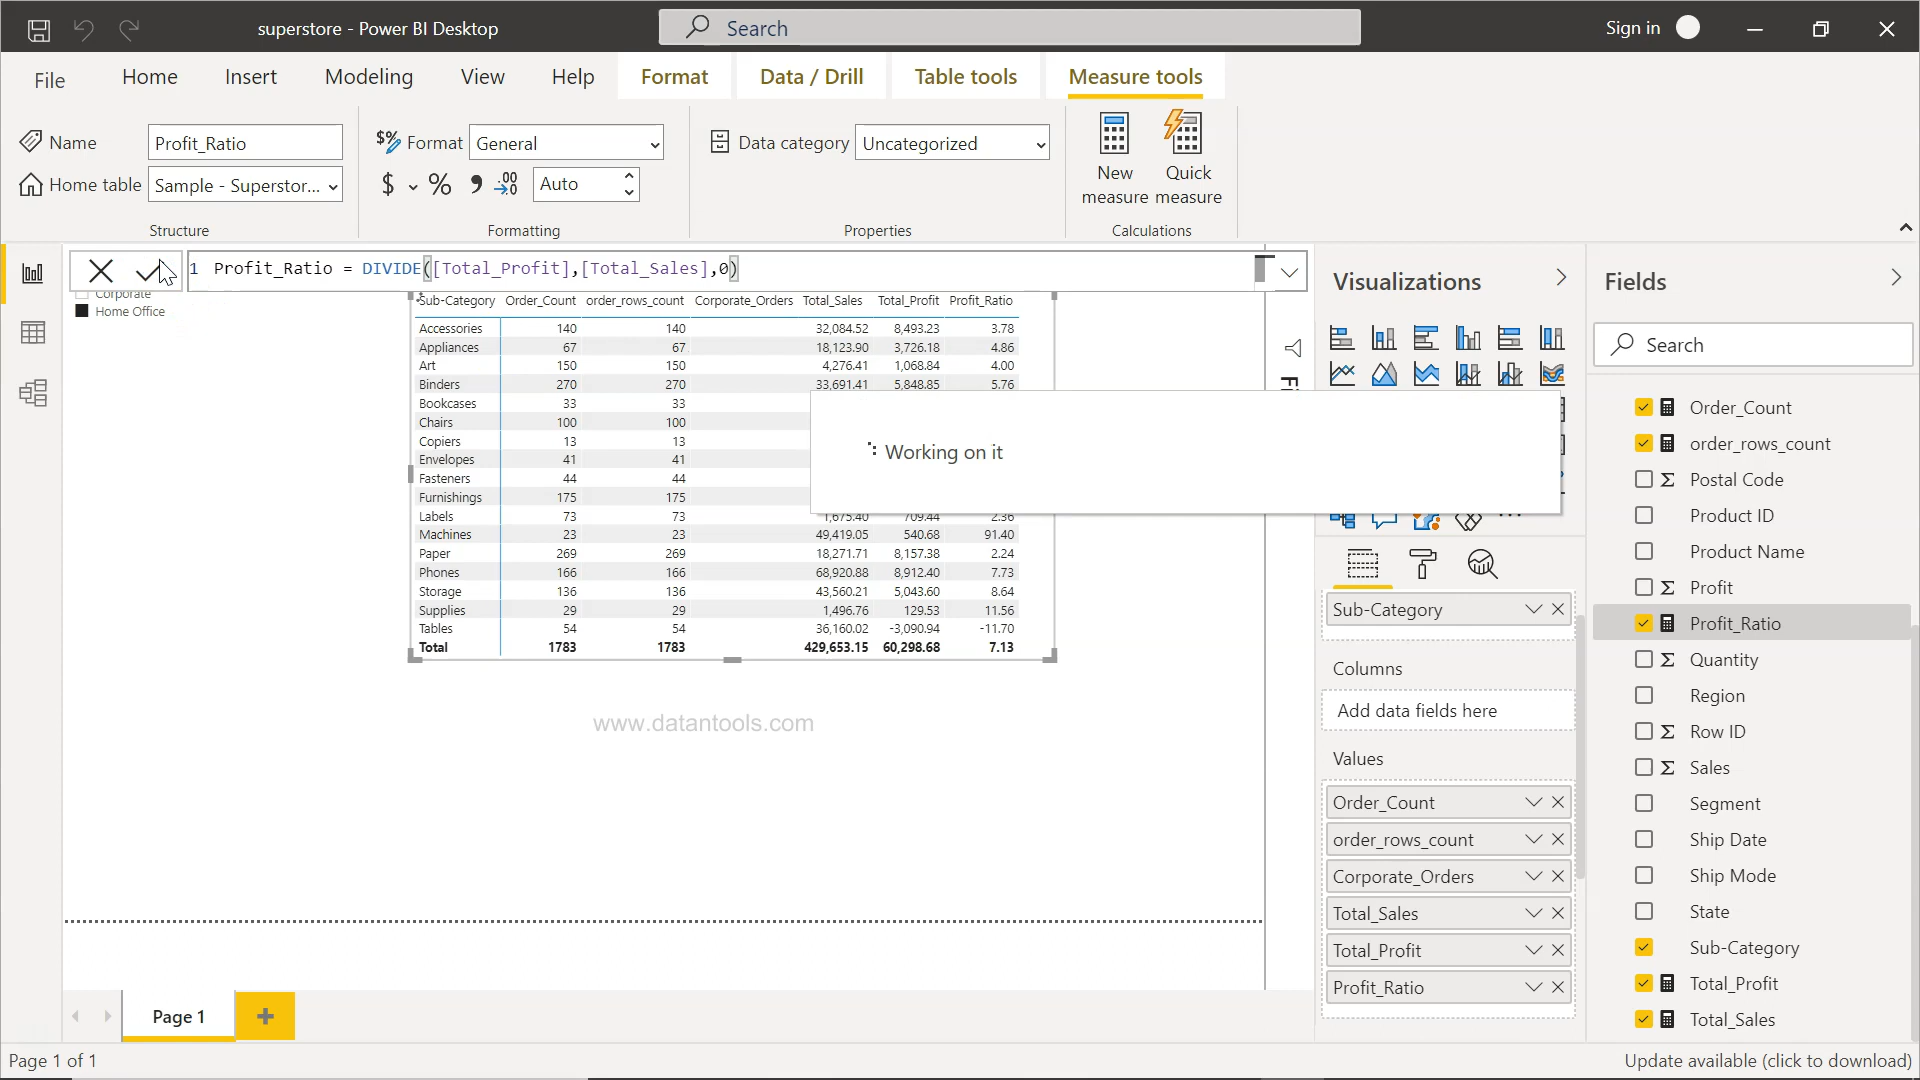 superstore - Power BI Desktop
Search
Sign in
File Home Insert Modeling View Help Format Data / Drill Table tools Measure tools
Name Profit_Ratio
Home table Sample - Superstor...
Structure
$% Format General
$ % , .00 →0 Auto
Formatting
Data category Uncategorized
Properties
New measure
Quick measure
Calculations
1 Profit_Ratio = DIVIDE([Total_Profit],[Total_Sales],0)
Corporate
Home Office
Sub-Category Order_Count order_rows_count Corporate_Orders Total_Sales Total_Profit Profit_Ratio
Accessories 140 140 32,084.52 8,493.23 3.78
Appliances 67 67 18,123.90 3,726.18 4.86
Art 150 150 4,276.41 1,068.84 4.00
Binders 270 270 33,691.41 5,848.85 5.76
Bookcases 33 33
Chairs 100 100
Copiers 13 13
Envelopes 41 41
Fasteners 44 44
Furnishings 175 175
Labels 73 73 1,675.40 709.44 2.36
Machines 23 23 49,419.05 540.68 91.40
Paper 269 269 18,271.71 8,157.38 2.24
Phones 166 166 68,920.88 8,912.40 7.73
Storage 136 136 43,560.21 5,043.60 8.64
Supplies 29 29 1,496.76 129.53 11.56
Tables 54 54 36,160.02 -3,090.94 -11.70
Total 1783 1783 429,653.15 60,298.68 7.13
Working on it
www.datantools.com
Visualizations
Sub-Category
Columns
Add data fields here
Values
Order_Count
order_rows_count
Corporate_Orders
Total_Sales
Total_Profit
Profit_Ratio
Fields
Search
Order_Count
order_rows_count
Σ Postal Code
Product ID
Product Name
Σ Profit
Profit_Ratio
Σ Quantity
Region
Σ Row ID
Σ Sales
Segment
Ship Date
Ship Mode
State
Sub-Category
Total_Profit
Total_Sales
Page 1
Page 1 of 1
Update available (click to download)